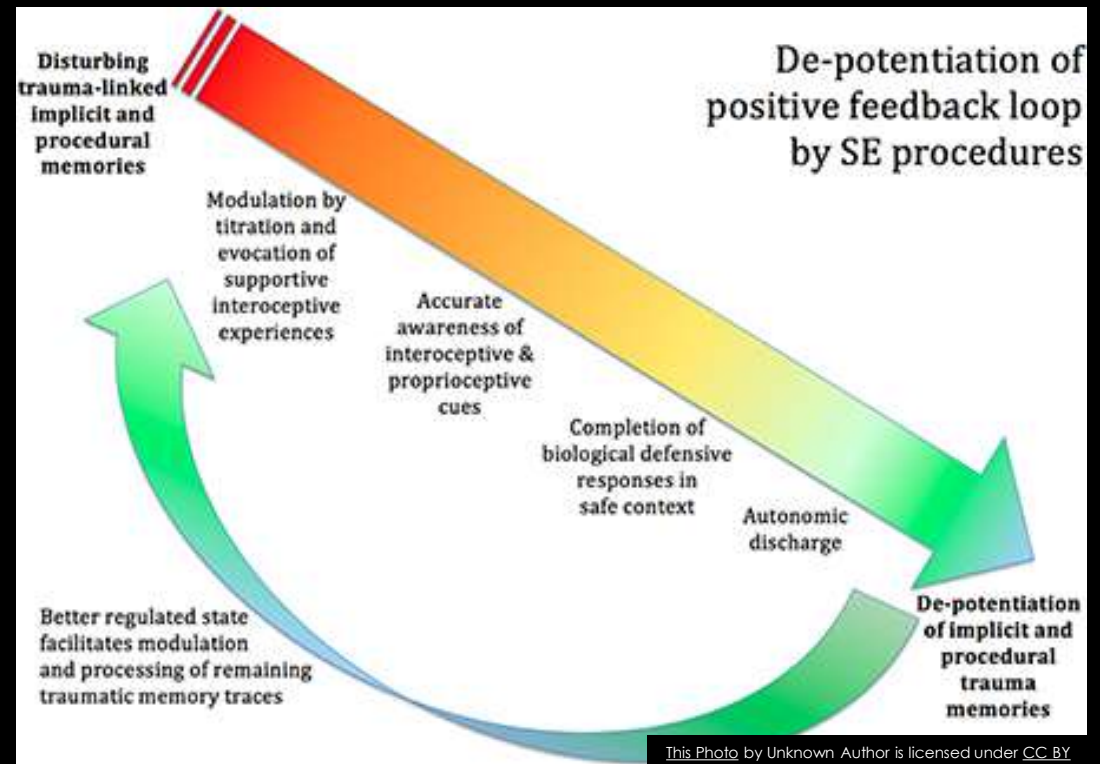 De-potentiation of
positive feedback loop
by SE procedures
Disturbing
trauma-linked
implicit and
procedural
memories
Modulation by
titration and
evocation of
supportive
interoceptive
experiences
Accurate
awareness of
interoceptive &
proprioceptive
cues
Completion of
biological defensive
responses in
safe context
Autonomic
discharge
De-potentiation
of implicit and
procedural
trauma
memories
Better regulated state
facilitates modulation
and processing of remaining
traumatic memory traces
This Photo by Unknown Author is licensed under CC BY